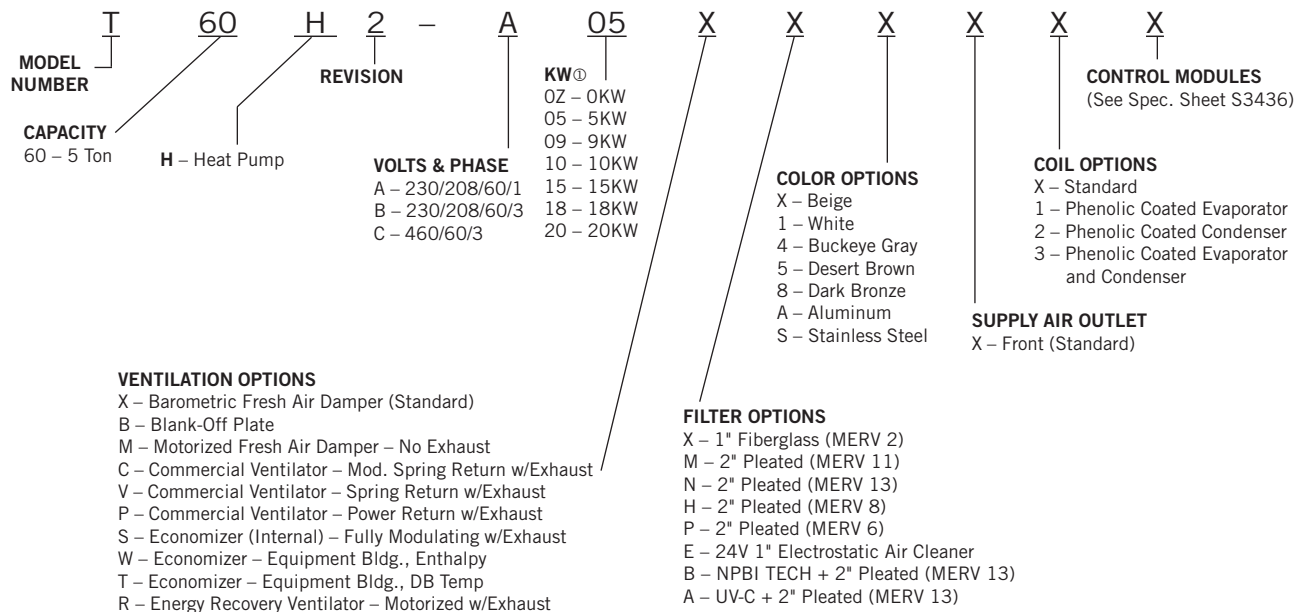 T 60 H 2 – A 05 X X X X X X
MODEL
NUMBER
CAPACITY
60 – 5 Ton
H – Heat Pump
REVISION
VOLTS & PHASE
A – 230/208/60/1
B – 230/208/60/3
C – 460/60/3
KW①
0Z – 0KW
05 – 5KW
09 – 9KW
10 – 10KW
15 – 15KW
18 – 18KW
20 – 20KW
VENTILATION OPTIONS
X – Barometric Fresh Air Damper (Standard)
B – Blank-Off Plate
M – Motorized Fresh Air Damper – No Exhaust
C – Commercial Ventilator – Mod. Spring Return w/Exhaust
V – Commercial Ventilator – Spring Return w/Exhaust
P – Commercial Ventilator – Power Return w/Exhaust
S – Economizer (Internal) – Fully Modulating w/Exhaust
W – Economizer – Equipment Bldg., Enthalpy
T – Economizer – Equipment Bldg., DB Temp
R – Energy Recovery Ventilator – Motorized w/Exhaust
FILTER OPTIONS
X – 1" Fiberglass (MERV 2)
M – 2" Pleated (MERV 11)
N – 2" Pleated (MERV 13)
H – 2" Pleated (MERV 8)
P – 2" Pleated (MERV 6)
E – 24V 1" Electrostatic Air Cleaner
B – NPBI TECH + 2" Pleated (MERV 13)
A – UV-C + 2" Pleated (MERV 13)
COLOR OPTIONS
X – Beige
1 – White
4 – Buckeye Gray
5 – Desert Brown
8 – Dark Bronze
A – Aluminum
S – Stainless Steel
SUPPLY AIR OUTLET
X – Front (Standard)
COIL OPTIONS
X – Standard
1 – Phenolic Coated Evaporator
2 – Phenolic Coated Condenser
3 – Phenolic Coated Evaporator
and Condenser
CONTROL MODULES
(See Spec. Sheet S3436)